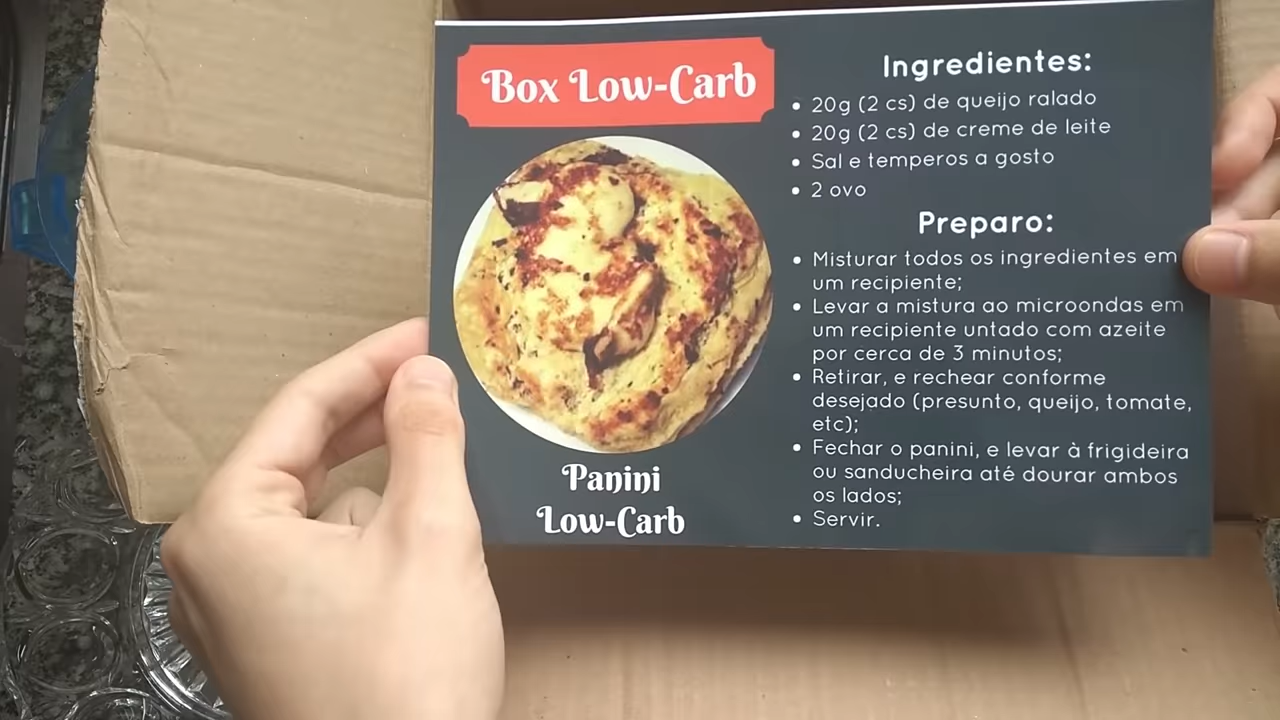 Box Low-Carb
Panini
Low-Carb
Ingredientes:
• 20g (2 cs) de queijo ralado
• 20g (2 cs) de creme de leite
• Sal e temperos a gosto
• 2 ovo
Preparo:
• Misturar todos os ingredientes em
um recipiente;
• Levar a mistura ao microondas em
um recipiente untado com azeite
por cerca de 3 minutos;
• Retirar, e rechear conforme
desejado (presunto, queijo, tomate,
etc);
• Fechar o panini, e levar à frigideira
ou sanducheira até dourar ambos
os lados;
• Servir.